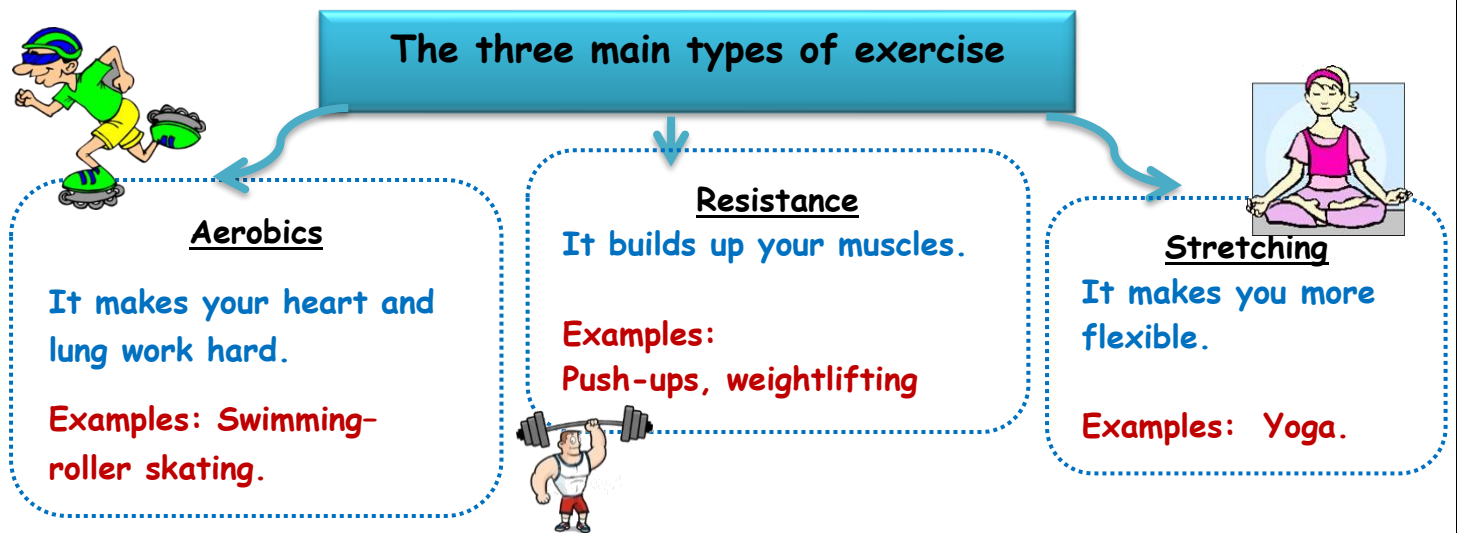 The three main types of exercise
Aerobics
It makes your heart and
lung work hard.
Examples: Swimming–
roller skating.
Resistance
It builds up your muscles.
Examples:
Push-ups, weightlifting
Stretching
It makes you more
flexible.
Examples: Yoga.